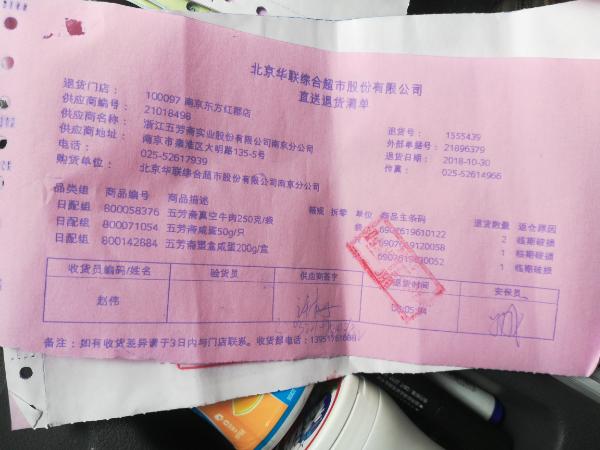 北京华联综合超市股份有限公司
直送退货清单
退货门店： 100097 南京东方红郡店
供应商编号： 21018498
供应商名称： 浙江五芳斋实业股份有限公司南京分公司
供应商地址： 南京市秦淮区大明路135-5号
电话： 025-52617939
购货单位： 北京华联综合超市股份有限公司南京分公司
退货号： 1555439
外部单据号： 21696379
退货日期： 2018-10-30
传真： 025-52614966
品类组 商品编号 商品描述 规格 拆零 单位 商品主条码 退货数量 退仓原因
日配组 800058376 五芳斋真空牛肉250克/袋 袋 6907619610122 2 临期破损
日配组 800071054 五芳斋咸蛋50g/只 6907619120058 1 临期破损
日配组 800142884 五芳斋塑盒咸蛋200g/盒 6907619630052 1 临期破损
收货员编码/姓名 验货员 供应商签字 退货时间 安保员
赵伟
备注：如有收货差异请于3日内与门店联系。收货部电话：13951761688